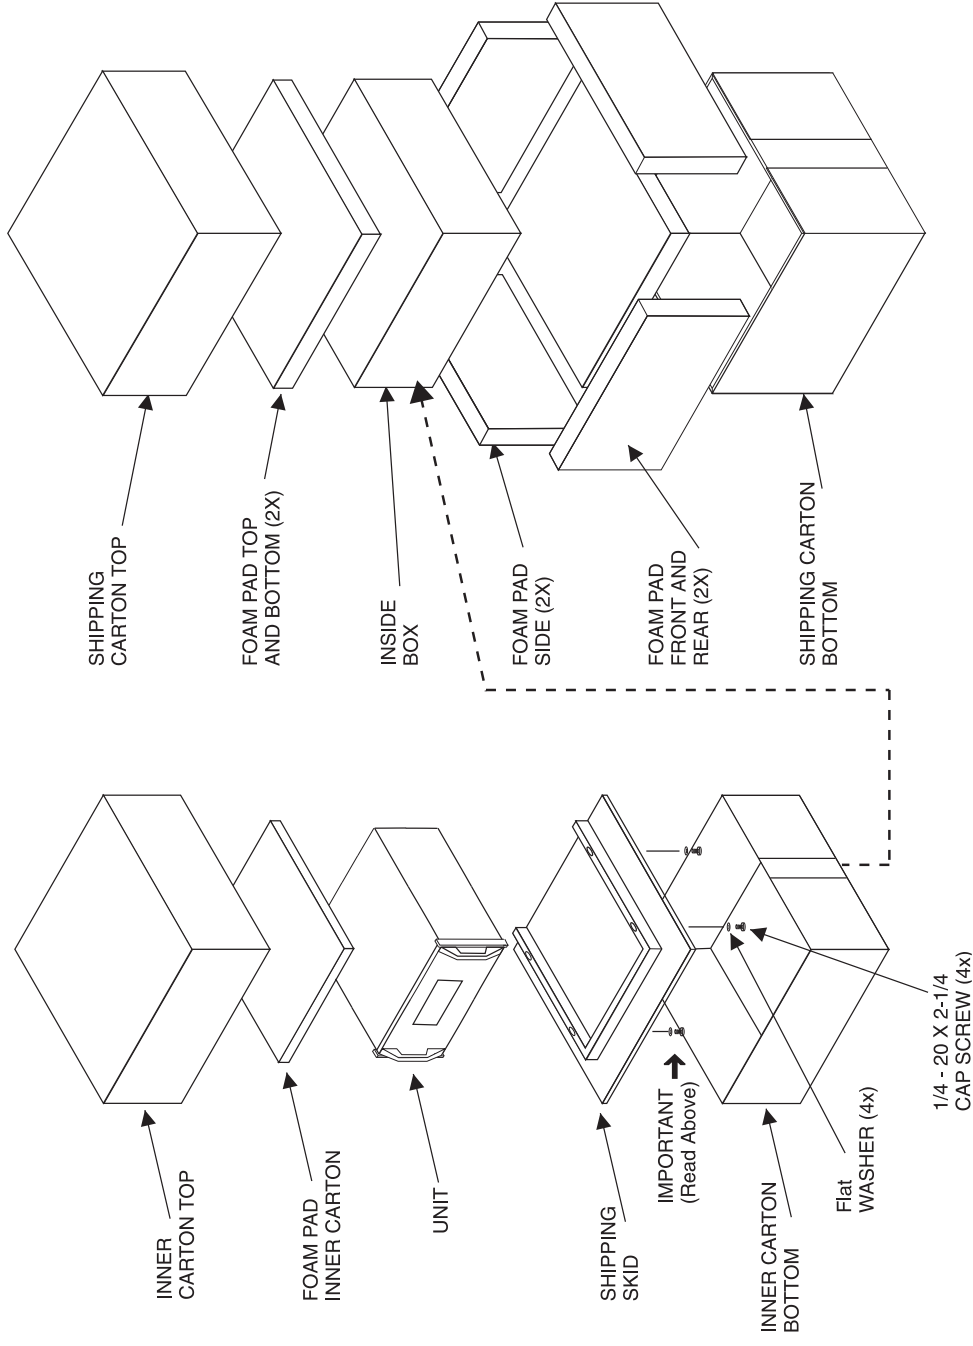 INNER
CARTON TOP
FOAM PAD
INNER CARTON
UNIT
SHIPPING
SKID
IMPORTANT
(Read Above)
INNER CARTON
BOTTOM
Flat
WASHER (4x)
1/4 - 20 X 2-1/4
CAP SCREW (4x)
SHIPPING
CARTON TOP
FOAM PAD TOP
AND BOTTOM (2X)
INSIDE
BOX
FOAM PAD
SIDE (2X)
FOAM PAD
FRONT AND
REAR (2X)
SHIPPING CARTON
BOTTOM